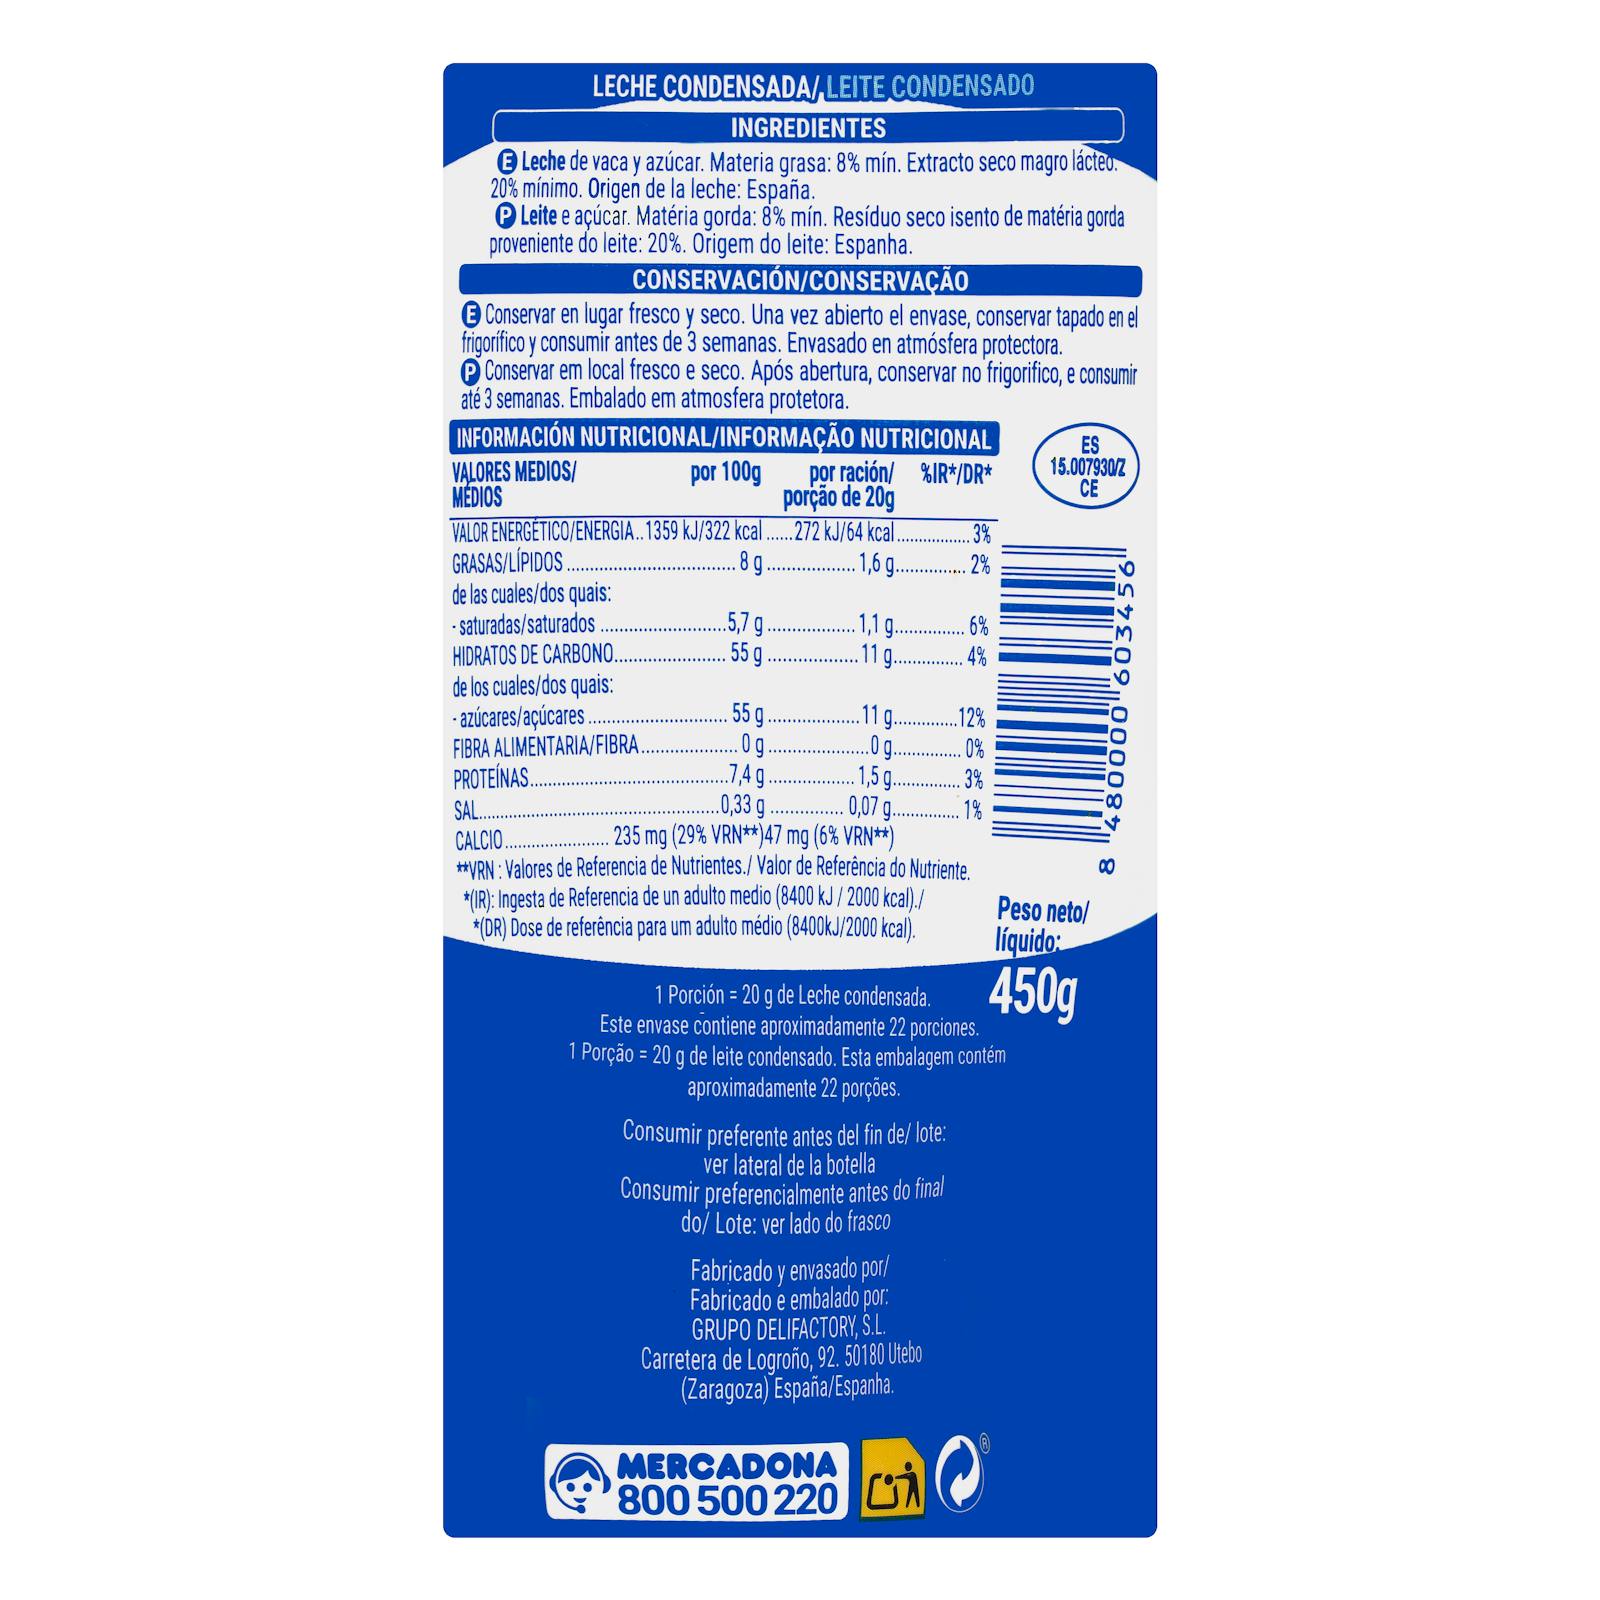 LECHE CONDENSADA/ LEITE CONDENSADO
INGREDIENTES
E Leche de vaca y azúcar. Materia grasa: 8% mín. Extracto seco magro lácteo:
20% mínimo. Origen de la leche: España.
P Leite e açúcar. Matéria gorda: 8% mín. Resíduo seco isento de matéria gorda
proveniente do leite: 20%. Origem do leite: Espanha.
CONSERVACIÓN/CONSERVAÇÃO
E Conservar en lugar fresco y seco. Una vez abierto el envase, conservar tapado en el
frigorífico y consumir antes de 3 semanas. Envasado en atmósfera protectora.
P Conservar em local fresco e seco. Após abertura, conservar no frigorifico, e consumir
até 3 semanas. Embalado em atmosfera protetora.
INFORMACIÓN NUTRICIONAL/INFORMAÇÃO NUTRICIONAL
VALORES MEDIOS/ por 100g por ración/ %IR*/DR*
MÉDIOS porção de 20g
VALOR ENERGÉTICO/ENERGIA..1359 kJ/322 kcal ......272 kJ/64 kcal................ 3%
GRASAS/LÍPIDOS ............................ 8 g .............. 1,6 g.............. 2%
de las cuales/dos quais:
- saturadas/saturados .....................5,7 g .............. 1,1 g.............. 6%
HIDRATOS DE CARBONO.................. 55 g .............. 11 g.............. 4%
de los cuales/dos quais:
- azúcares/açúcares ....................... 55 g .............. 11 g.............12%
FIBRA ALIMENTARIA/FIBRA................ 0 g ................0 g.............. 0%
PROTEÍNAS.................................7,4 g .............. 1,5 g.............. 3%
SAL........................................0,33 g ............ 0,07 g.............. 1%
CALCIO.................... 235 mg (29% VRN**)47 mg (6% VRN**)
**VRN : Valores de Referencia de Nutrientes./ Valor de Referência do Nutriente.
*(IR): Ingesta de Referencia de un adulto medio (8400 kJ / 2000 kcal)./
*(DR) Dose de referência para um adulto médio (8400kJ/2000 kcal).
ES
15.007930/Z
CE
8 480000 603456
Peso neto/
líquido:
450g
1 Porción = 20 g de Leche condensada.
Este envase contiene aproximadamente 22 porciones.
1 Porção = 20 g de leite condensado. Esta embalagem contém
aproximadamente 22 porções.
Consumir preferente antes del fin de/ lote:
ver lateral de la botella
Consumir preferencialmente antes do final
do/ Lote: ver lado do frasco
Fabricado y envasado por/
Fabricado e embalado por:
GRUPO DELIFACTORY, S.L.
Carretera de Logroño, 92. 50180 Utebo
(Zaragoza) España/Espanha.
MERCADONA
800 500 220
®